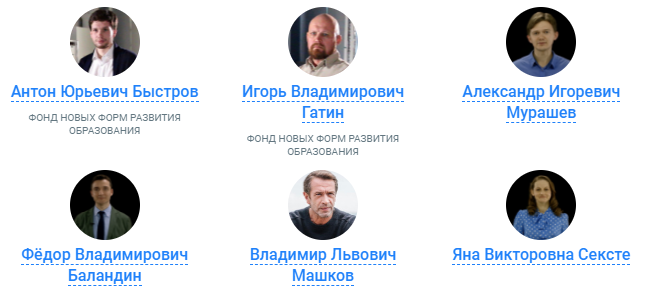 Антон Юрьевич Быстров
ФОНД НОВЫХ ФОРМ РАЗВИТИЯ
ОБРАЗОВАНИЯ
Игорь Владимирович
Гатин
ФОНД НОВЫХ ФОРМ РАЗВИТИЯ
ОБРАЗОВАНИЯ
Александр Игоревич
Мурашев
Фёдор Владимирович
Баландин
Владимир Львович
Машков
Яна Викторовна Сексте